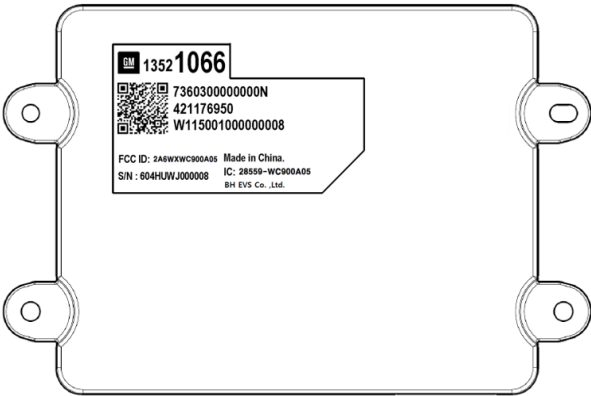 GM 13521066
7360300000000N
421176950
W115001000000008
FCC ID: 2A6WXWC900A05 Made in China.
S/N : 604HUWJ000008 IC: 28559-WC900A05
BH EVS Co. ,Ltd.